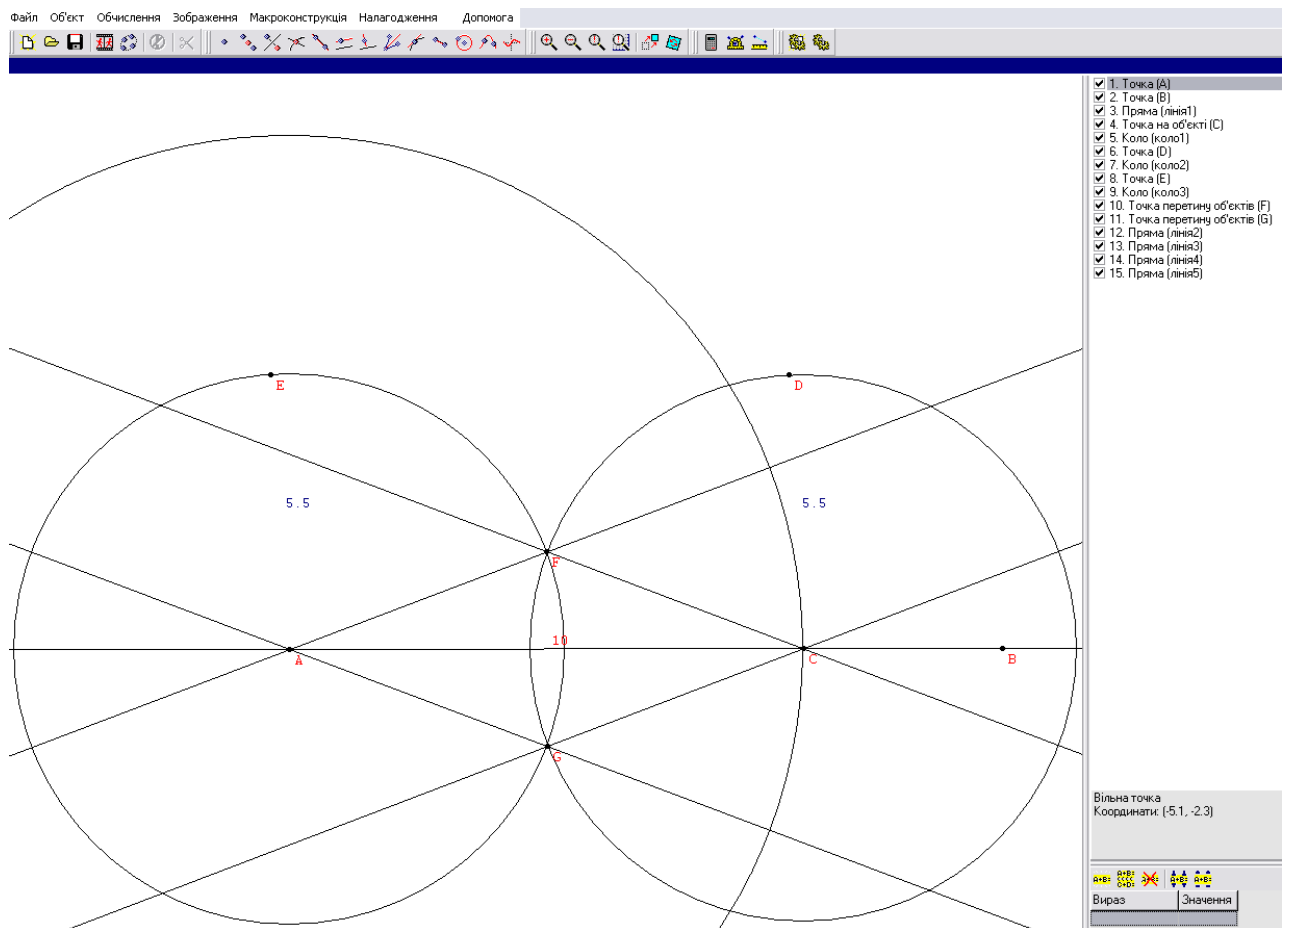 Файл Об'єкт Обчислення Зображення Макроконструкція Налагодження Допомога
1. Точка (A)
2. Точка (B)
3. Пряма (лінія1)
4. Точка на об'єкті (C)
5. Коло (коло1)
6. Точка (D)
7. Коло (коло2)
8. Точка (E)
9. Коло (коло3)
10. Точка перетину об'єктів (F)
11. Точка перетину об'єктів (G)
12. Пряма (лінія2)
13. Пряма (лінія3)
14. Пряма (лінія4)
15. Пряма (лінія5)
E
D
5.5
5.5
F
10
A
C
B
G
Вільна точка
Координати: (-5.1, -2.3)
Вираз Значення